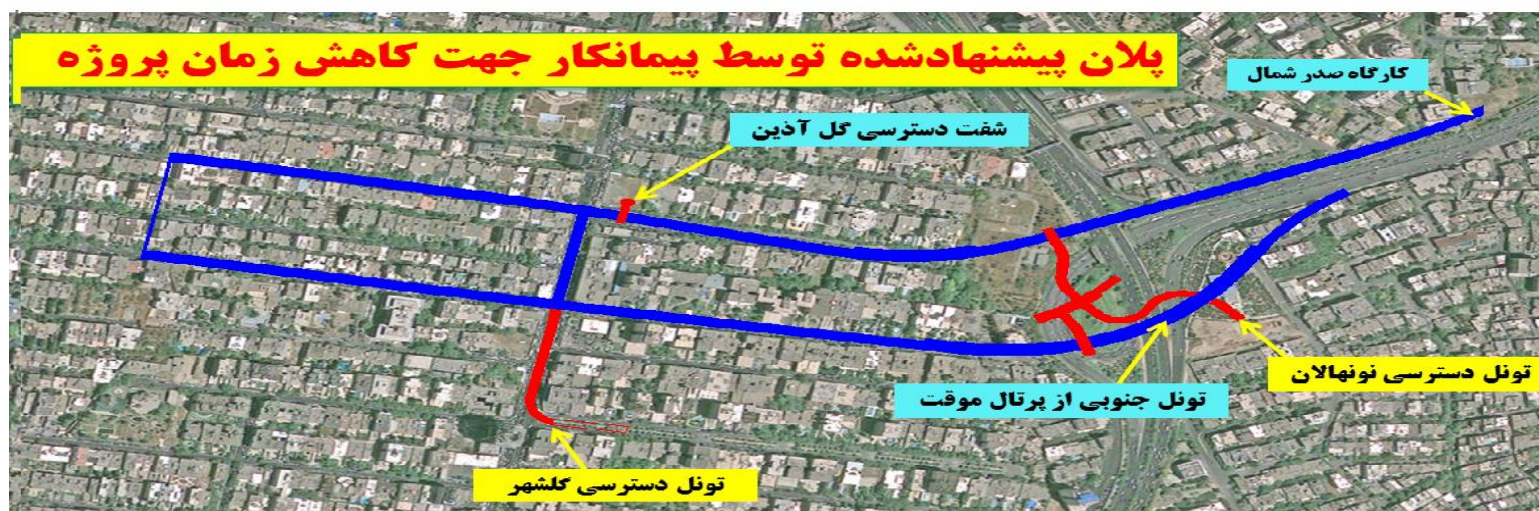 پلان پیشنهادشده توسط پیمانکار جهت کاهش زمان پروژه
کارگاه صدر شمال
شفت دسترسی گل آذین
تونل دسترسی نونهالان
تونل جنوبی از پرتال موقت
تونل دسترسی گلشهر